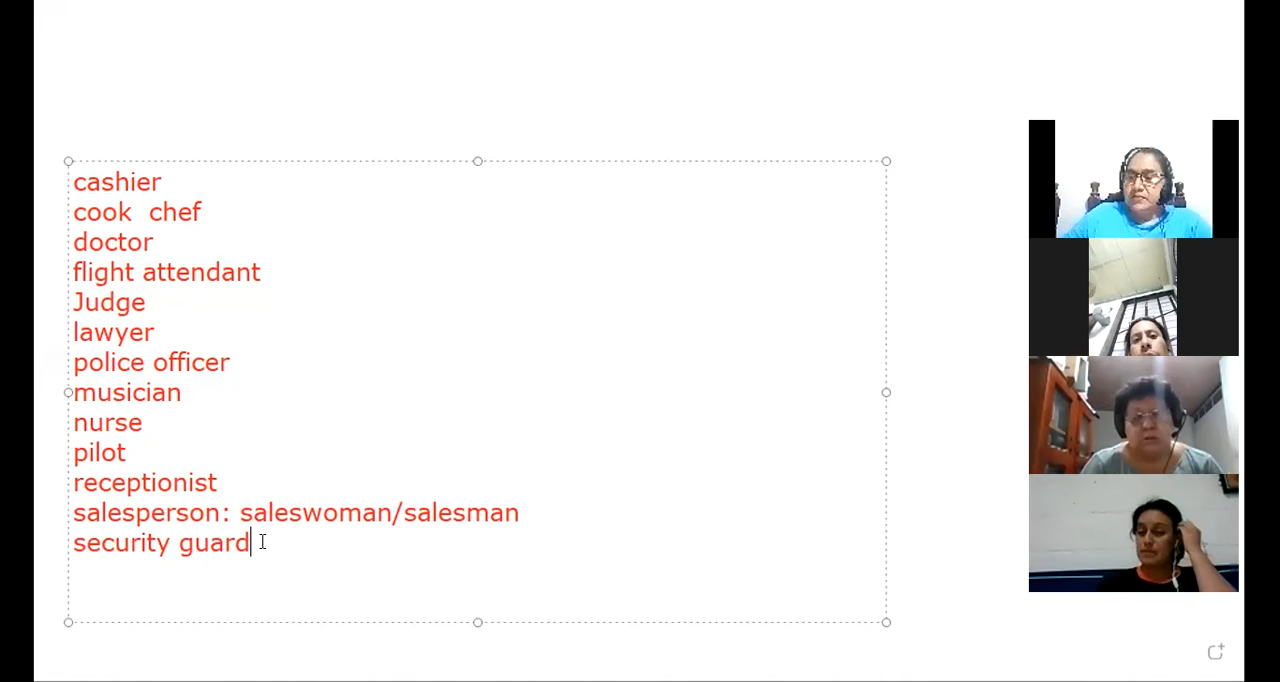 cashier
cook  chef
doctor
flight attendant
Judge
lawyer
police officer
musician
nurse
pilot
receptionist
salesperson: saleswoman/salesman
security guard